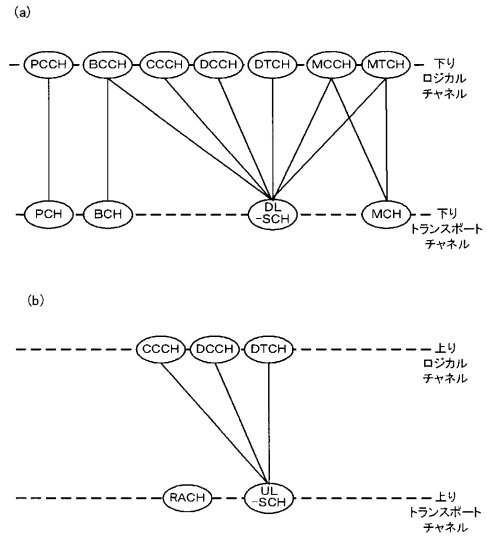 (a)
PCCH BCCH CCCH DCCH DTCH MCCH MTCH 下り
ロジカル
チャネル
PCH BCH DL
-SCH MCH 下り
トランスポート
チャネル
(b)
CCCH DCCH DTCH 上り
ロジカル
チャネル
RACH UL
-SCH 上り
トランスポート
チャネル